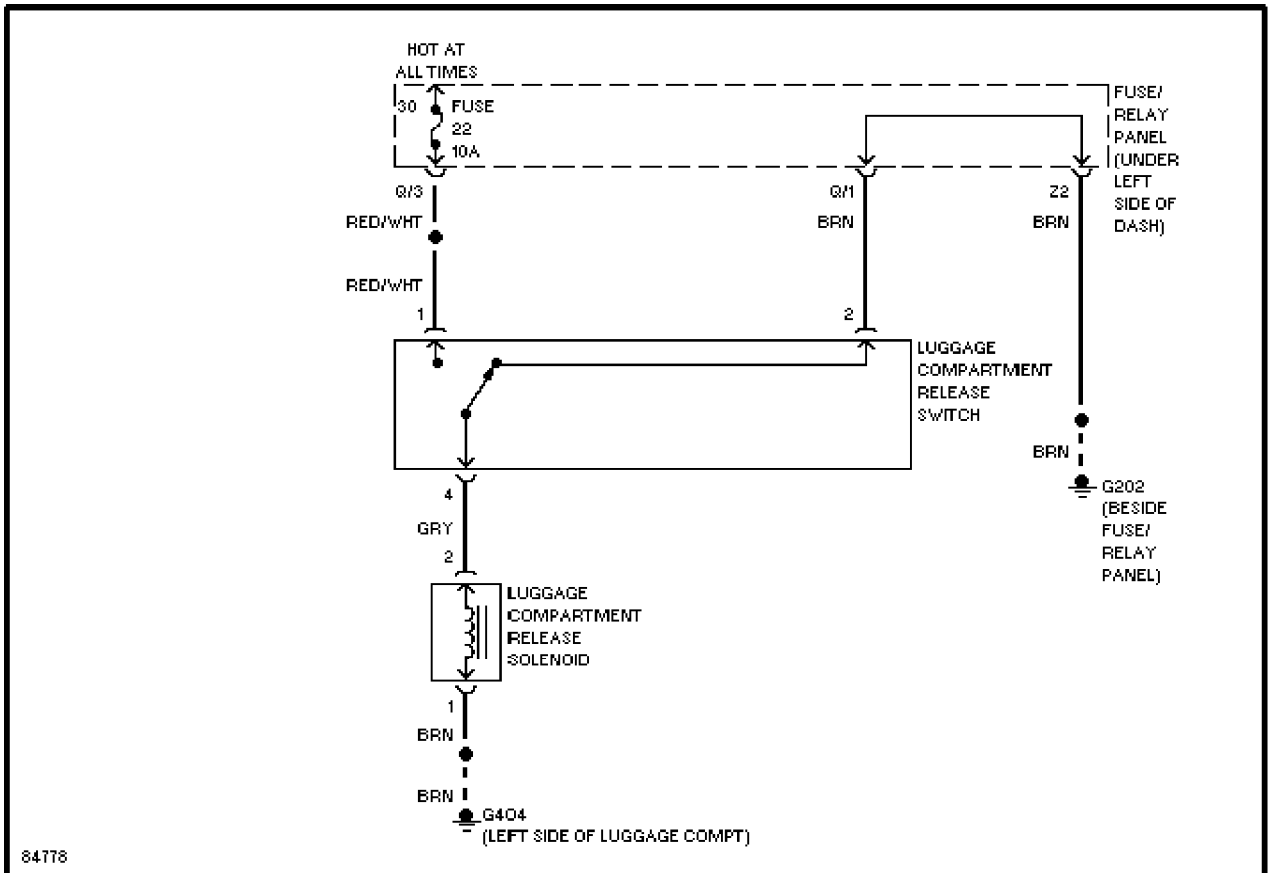 HOT AT
ALL TIMES
30
FUSE
22
10A
FUSE/
RELAY
PANEL
(UNDER
LEFT
SIDE OF
DASH)
Q/3
Q/1
Z2
RED/WHT
BRN
BRN
RED/WHT
1
2
LUGGAGE
COMPARTMENT
RELEASE
SWITCH
BRN
G202
(BESIDE
FUSE/
RELAY
PANEL)
4
GRY
2
LUGGAGE
COMPARTMENT
RELEASE
SOLENOID
1
BRN
BRN
G404
(LEFT SIDE OF LUGGAGE COMPT)
84778